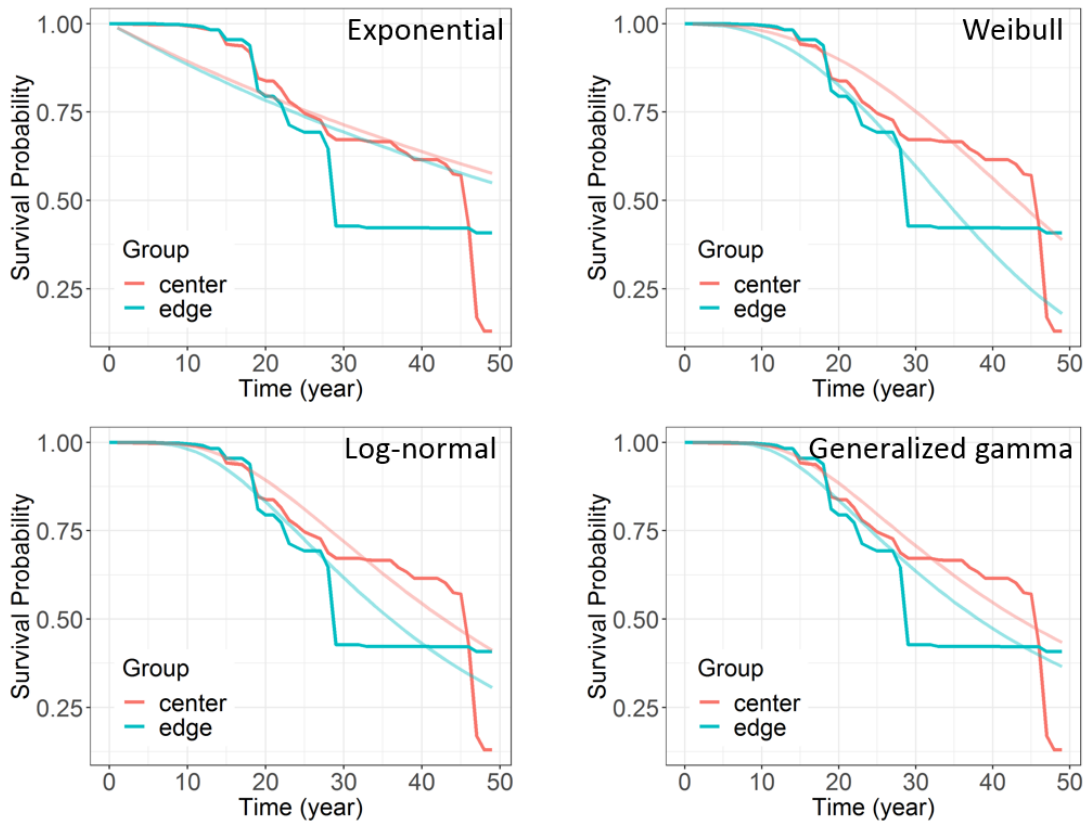 Exponential
Survival Probability
1.00
0.75
0.50
0.25
Group
center
edge
0 10 20 30 40 50
Time (year)
Weibull
Survival Probability
1.00
0.75
0.50
0.25
Group
center
edge
0 10 20 30 40 50
Time (year)
Log-normal
Survival Probability
1.00
0.75
0.50
0.25
Group
center
edge
0 10 20 30 40 50
Time (year)
Generalized gamma
Survival Probability
1.00
0.75
0.50
0.25
Group
center
edge
0 10 20 30 40 50
Time (year)